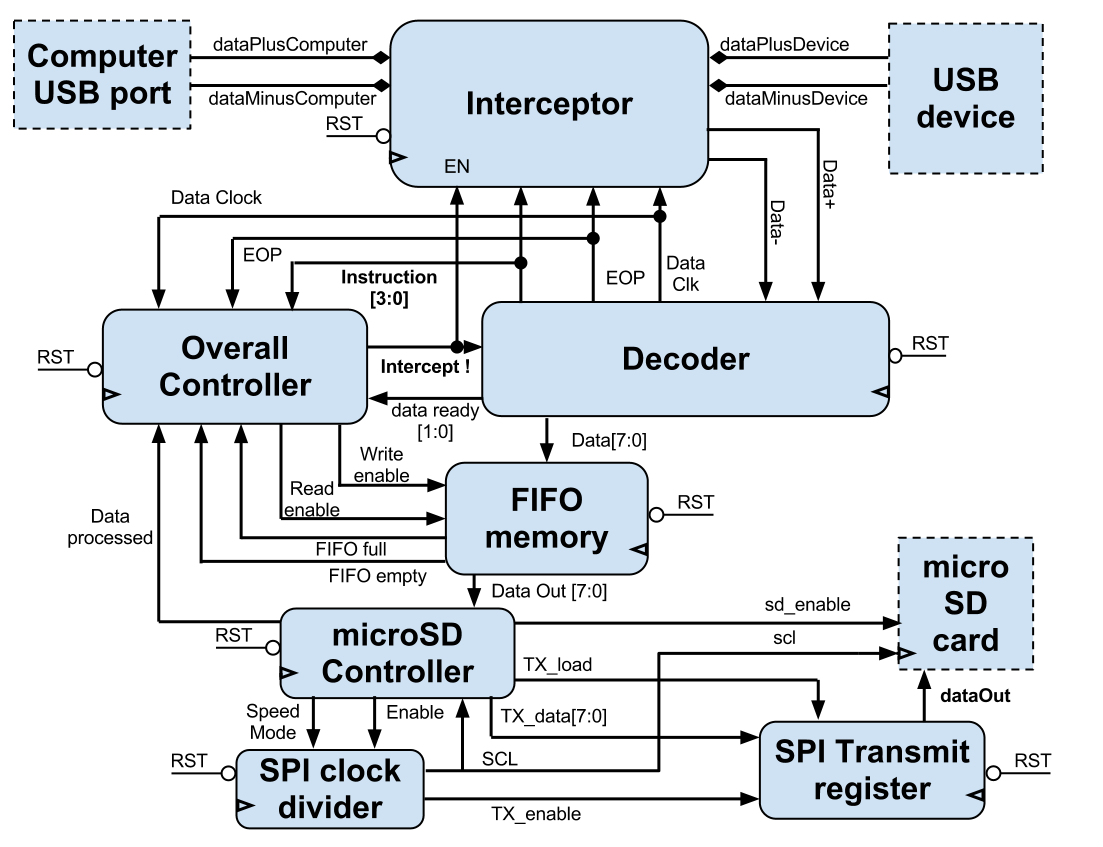 Computer
USB port
dataPlusComputer
dataMinusComputer
RST
Interceptor
EN
dataPlusDevice
dataMinusDevice
USB
device
Data Clock
EOP
Instruction
[3:0]
EOP
Data
Clk
Data-
Data+
RST
Overall
Controller
Intercept !
data ready
[1:0]
Decoder
RST
Data[7:0]
Write
enable
Read
enable
FIFO full
FIFO empty
FIFO
memory
RST
Data
processed
Data Out [7:0]
RST
microSD
Controller
sd_enable
scl
micro
SD
card
TX_load
TX_data[7:0]
dataOut
Speed
Mode
Enable
SCL
RST
SPI clock
divider
TX_enable
SPI Transmit
register
RST